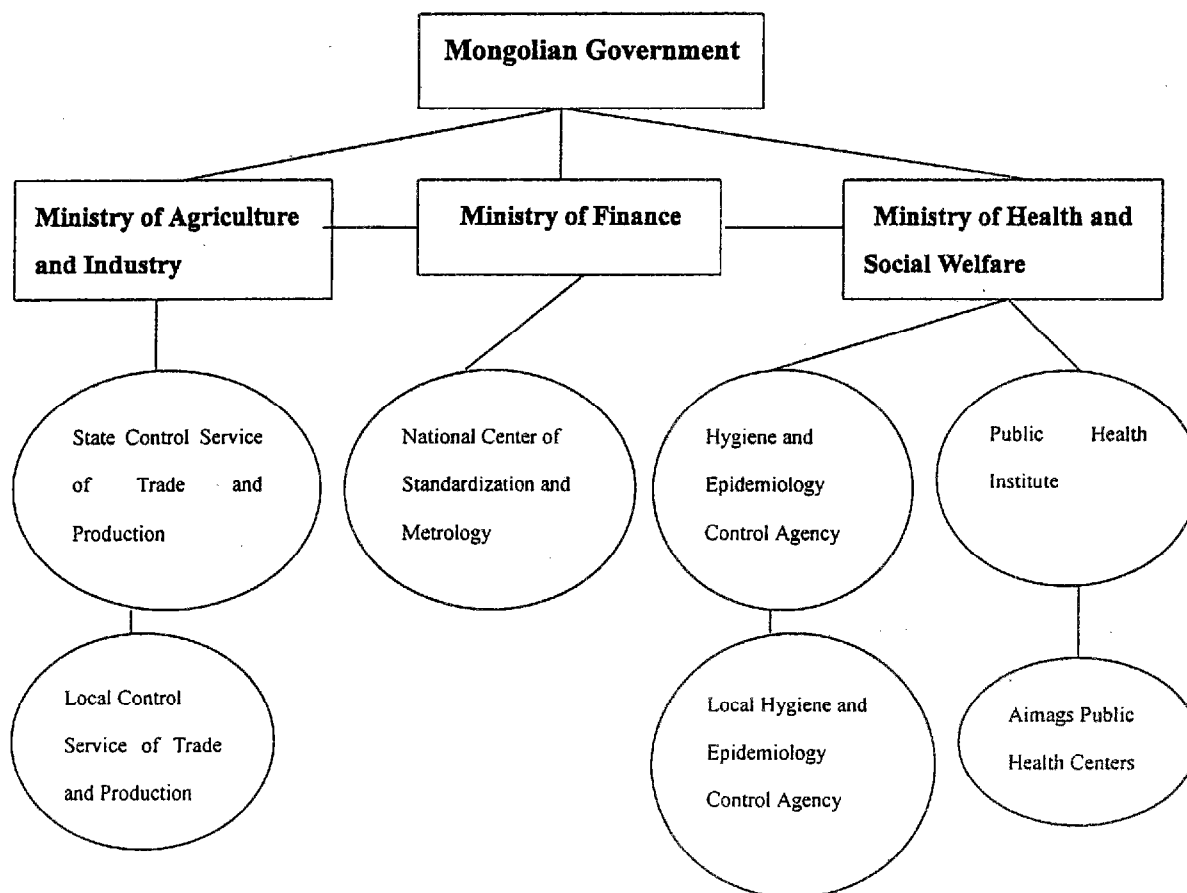 Mongolian Government
Ministry of Agriculture
and Industry
Ministry of Finance
Ministry of Health and
Social Welfare
State Control Service
of Trade and
Production
National Center of
Standardization and
Metrology
Hygiene and
Epidemiology
Control Agency
Public Health
Institute
Local Control
Service of Trade
and Production
Local Hygiene and
Epidemiology
Control Agency
Aimags Public
Health Centers